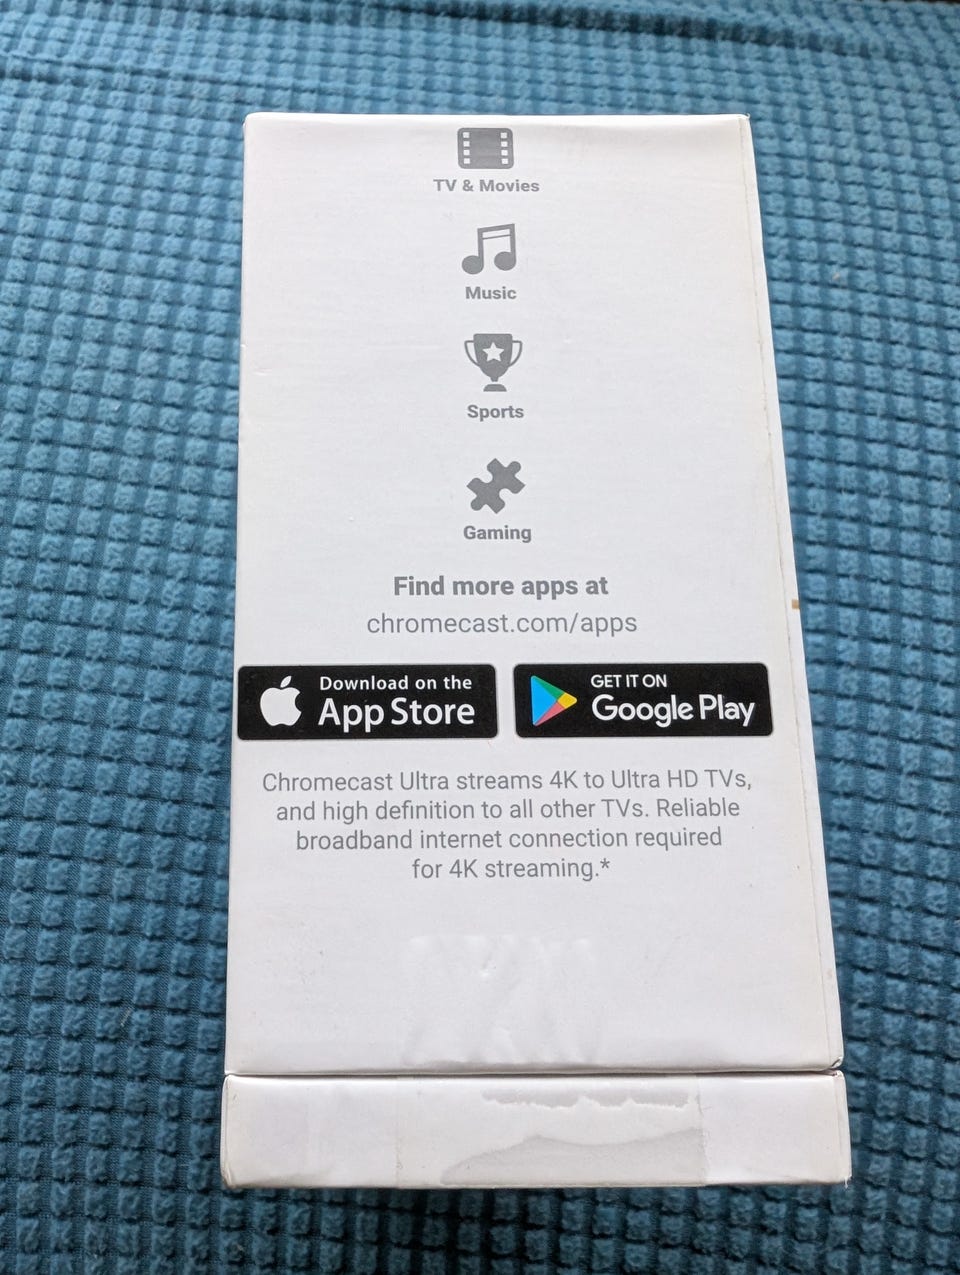 TV & Movies
Music
Sports
Gaming
Find more apps at
chromecast.com/apps
Download on the
App Store
GET IT ON
Google Play
Chromecast Ultra streams 4K to Ultra HD TVs,
and high definition to all other TVs. Reliable
broadband internet connection required
for 4K streaming.*